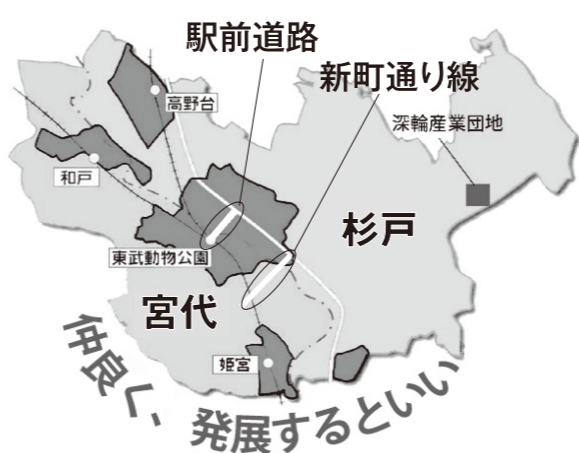 駅前道路
新町通り線
高野台
深輪産業団地
和戸
杉戸
東武動物公園
宮代
姫宮
仲良く、発展するといい